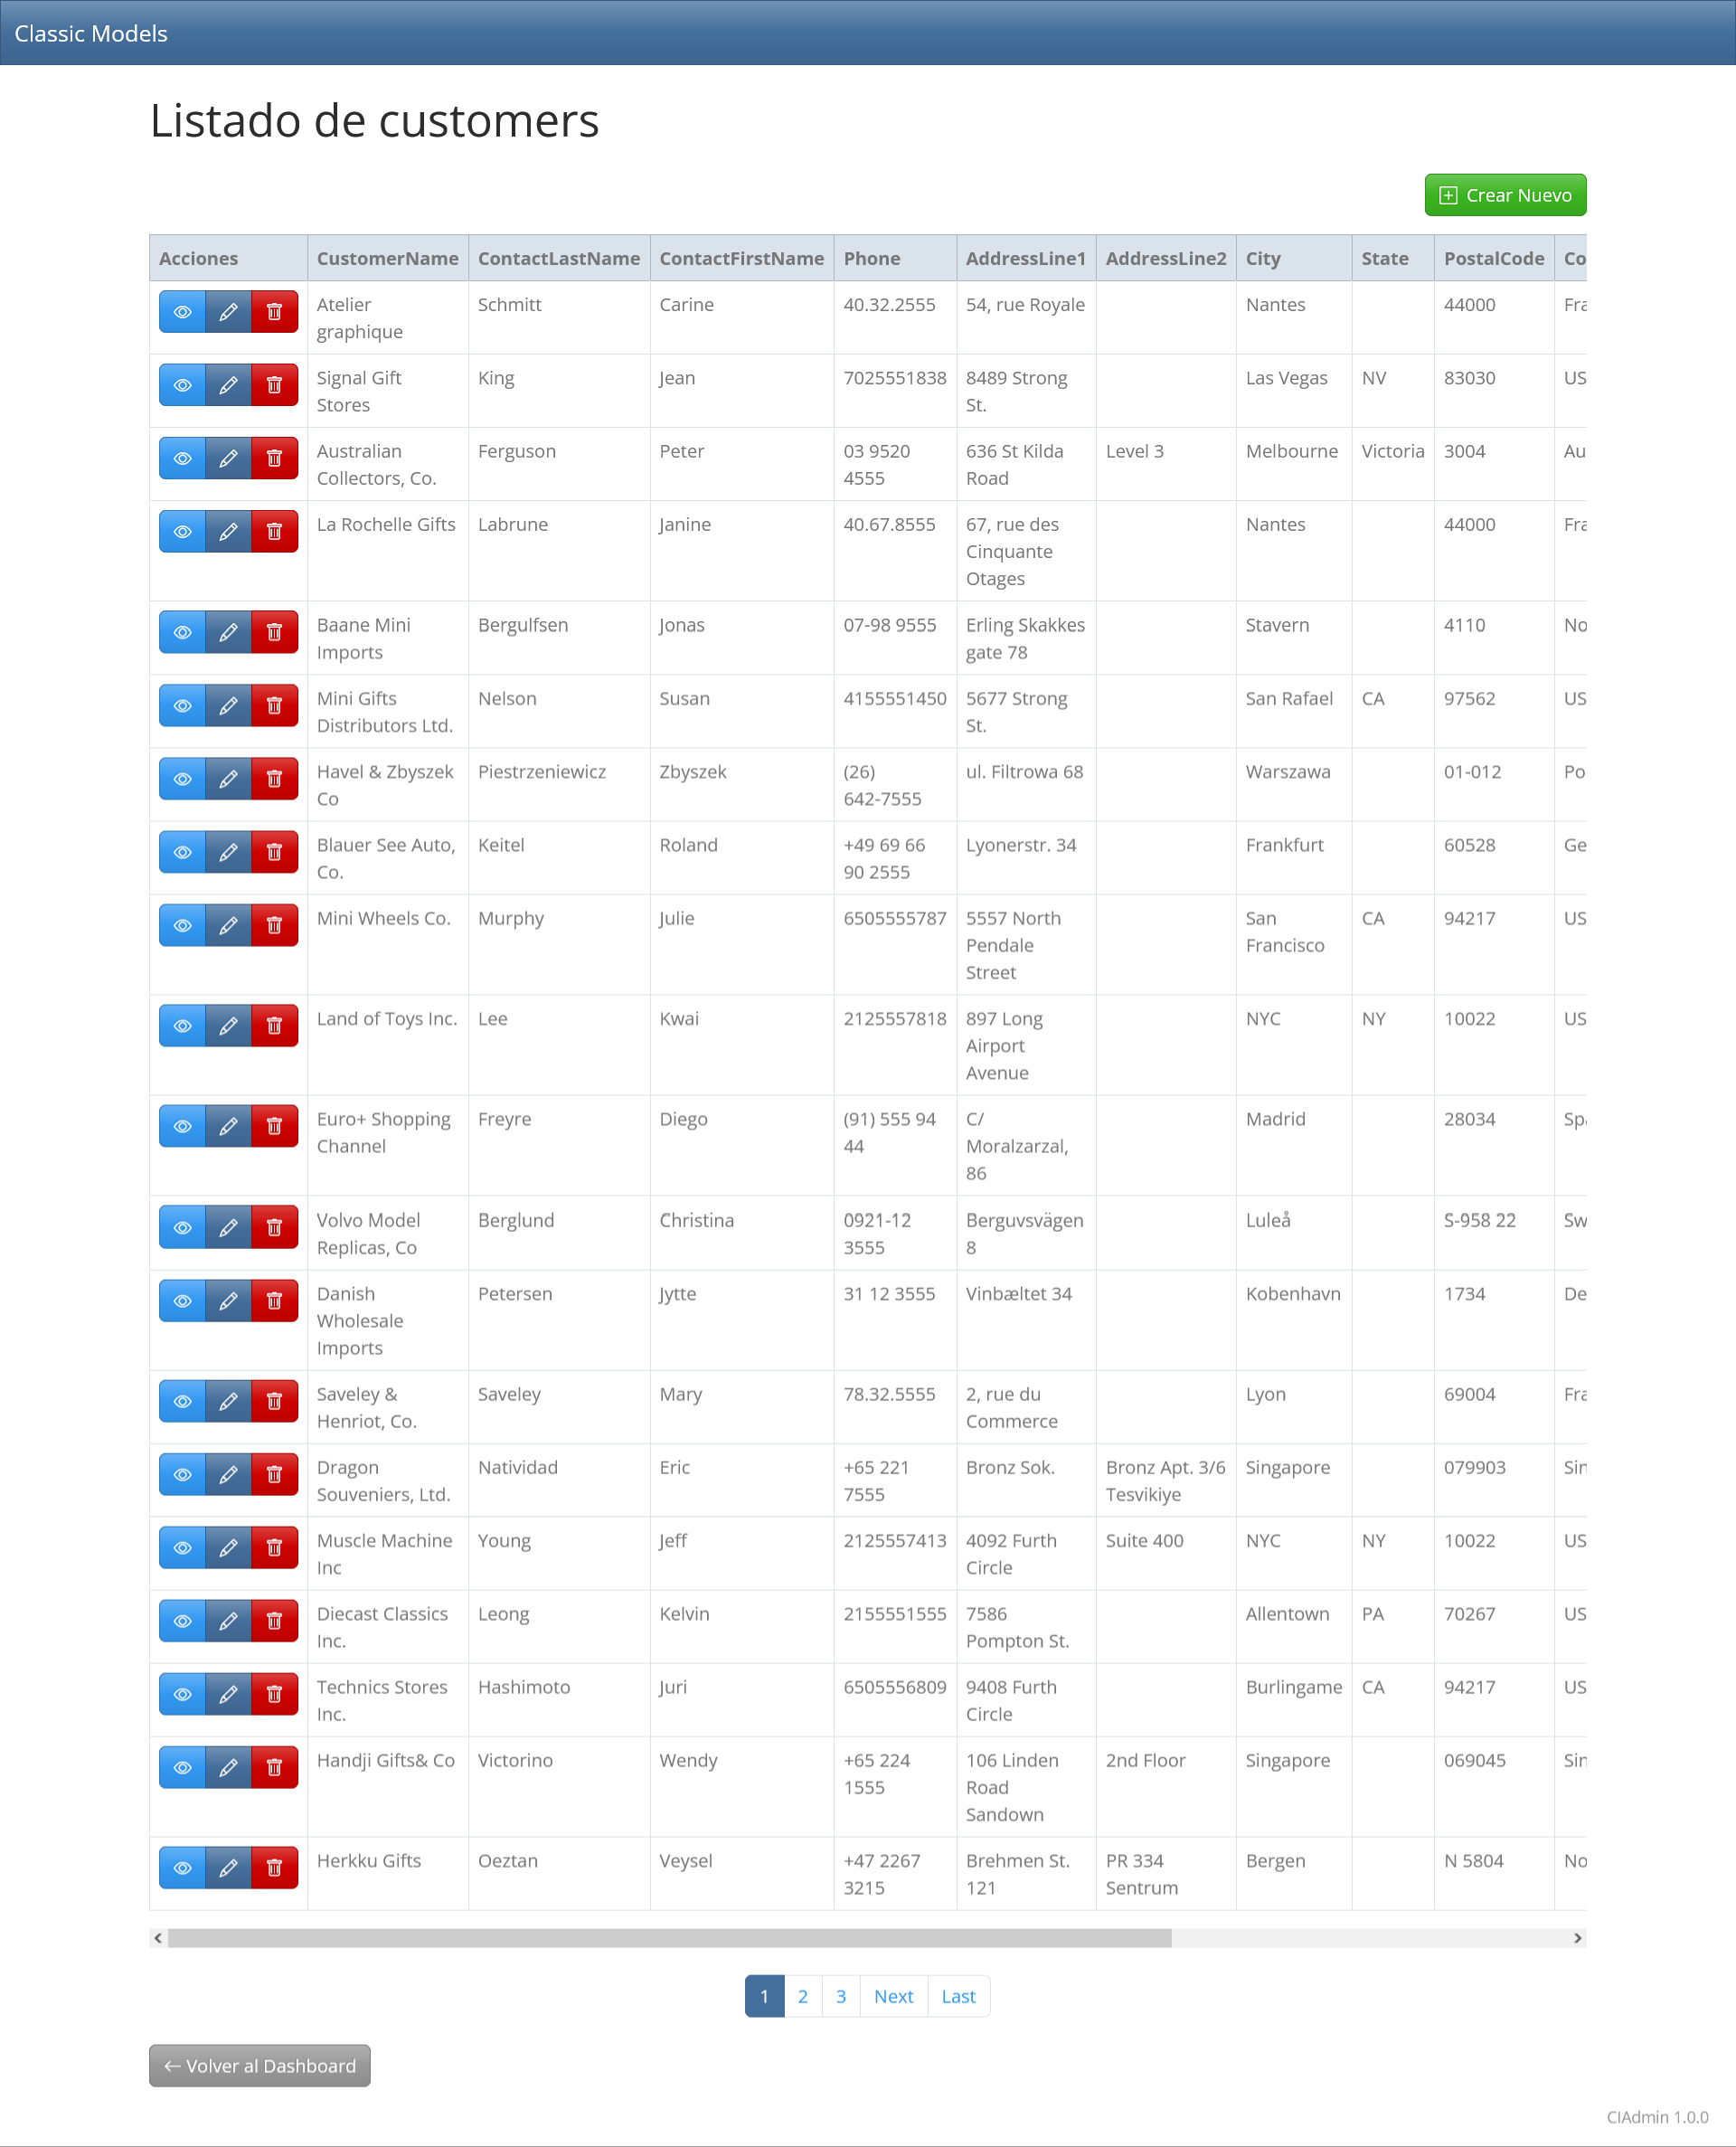 Classic Models
Listado de customers
Crear Nuevo
Acciones CustomerName ContactLastName ContactFirstName Phone AddressLine1 AddressLine2 City State PostalCode Co
Atelier graphique Schmitt Carine 40.32.2555 54, rue Royale Nantes 44000 Fra
Signal Gift Stores King Jean 7025551838 8489 Strong St. Las Vegas NV 83030 US
Australian Collectors, Co. Ferguson Peter 03 9520 4555 636 St Kilda Road Level 3 Melbourne Victoria 3004 Au
La Rochelle Gifts Labrune Janine 40.67.8555 67, rue des Cinquante Otages Nantes 44000 Fra
Baane Mini Imports Bergulfsen Jonas 07-98 9555 Erling Skakkes gate 78 Stavern 4110 No
Mini Gifts Distributors Ltd. Nelson Susan 4155551450 5677 Strong St. San Rafael CA 97562 US
Havel & Zbyszek Co Piestrzeniewicz Zbyszek (26) 642-7555 ul. Filtrowa 68 Warszawa 01-012 Po
Blauer See Auto, Co. Keitel Roland +49 69 66 90 2555 Lyonerstr. 34 Frankfurt 60528 Ge
Mini Wheels Co. Murphy Julie 6505555787 5557 North Pendale Street San Francisco CA 94217 US
Land of Toys Inc. Lee Kwai 2125557818 897 Long Airport Avenue NYC NY 10022 US
Euro+ Shopping Channel Freyre Diego (91) 555 94 44 C/ Moralzarzal, 86 Madrid 28034 Spa
Volvo Model Replicas, Co Berglund Christina 0921-12 3555 Berguvsvägen 8 Luleå S-958 22 Sw
Danish Wholesale Imports Petersen Jytte 31 12 3555 Vinbæltet 34 Kobenhavn 1734 De
Saveley & Henriot, Co. Saveley Mary 78.32.5555 2, rue du Commerce Lyon 69004 Fra
Dragon Souveniers, Ltd. Natividad Eric +65 221 7555 Bronz Sok. Bronz Apt. 3/6 Tesvikiye Singapore 079903 Sin
Muscle Machine Inc Young Jeff 2125557413 4092 Furth Circle Suite 400 NYC NY 10022 US
Diecast Classics Inc. Leong Kelvin 2155551555 7586 Pompton St. Allentown PA 70267 US
Technics Stores Inc. Hashimoto Juri 6505556809 9408 Furth Circle Burlingame CA 94217 US
Handji Gifts& Co Victorino Wendy +65 224 1555 106 Linden Road Sandown 2nd Floor Singapore 069045 Sin
Herkku Gifts Oeztan Veysel +47 2267 3215 Brehmen St. 121 PR 334 Sentrum Bergen N 5804 No
1 2 3 Next Last
← Volver al Dashboard
CIAdmin 1.0.0